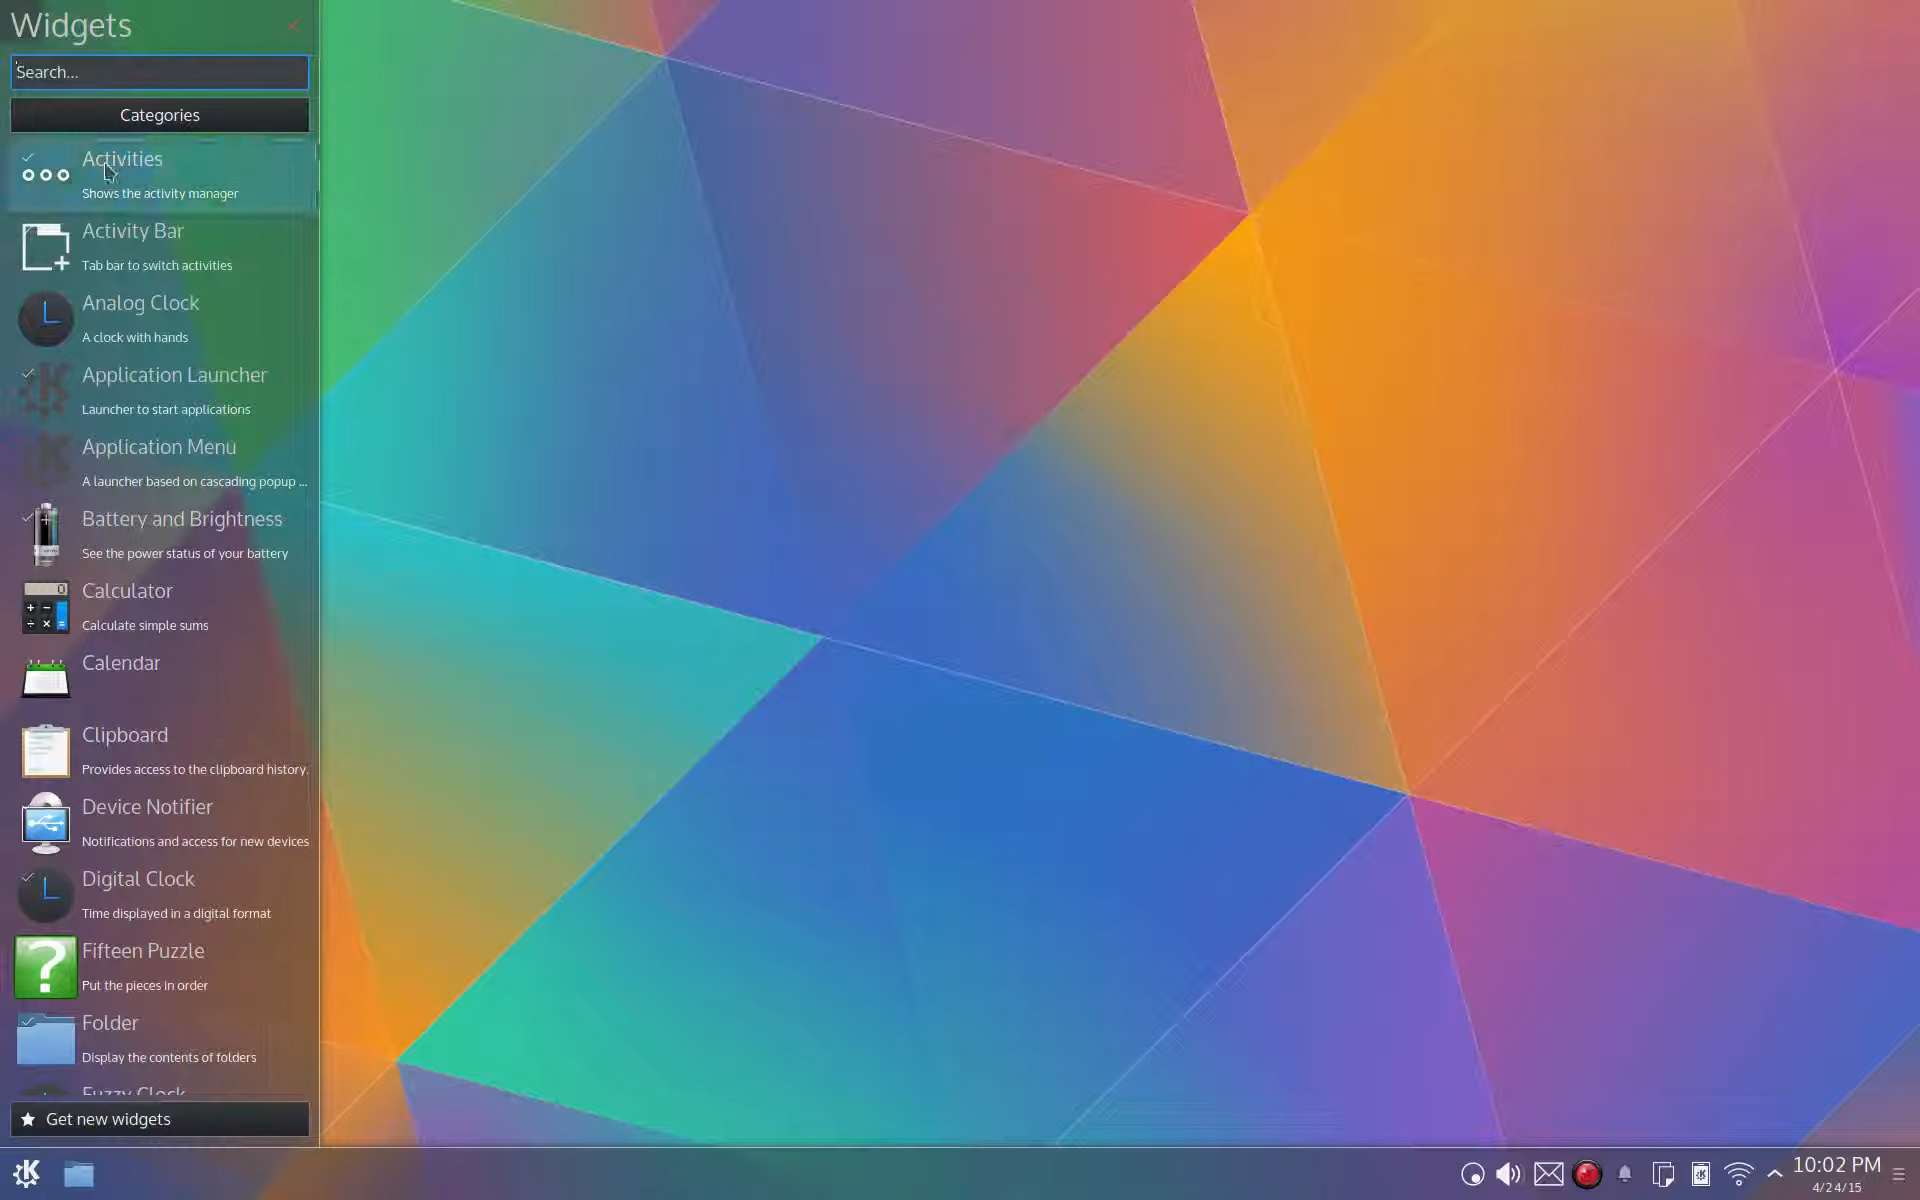 Widgets
Search...
Categories
Activities
Shows the activity manager
Activity Bar
Tab bar to switch activities
Analog Clock
A clock with hands
Application Launcher
Launcher to start applications
Application Menu
A launcher based on cascading popup ...
Battery and Brightness
See the power status of your battery
Calculator
Calculate simple sums
Calendar
Clipboard
Provides access to the clipboard history.
Device Notifier
Notifications and access for new devices
Digital Clock
Time displayed in a digital format
Fifteen Puzzle
Put the pieces in order
Folder
Display the contents of folders
Fuzzy Clock
Get new widgets
10:02 PM
4/24/15